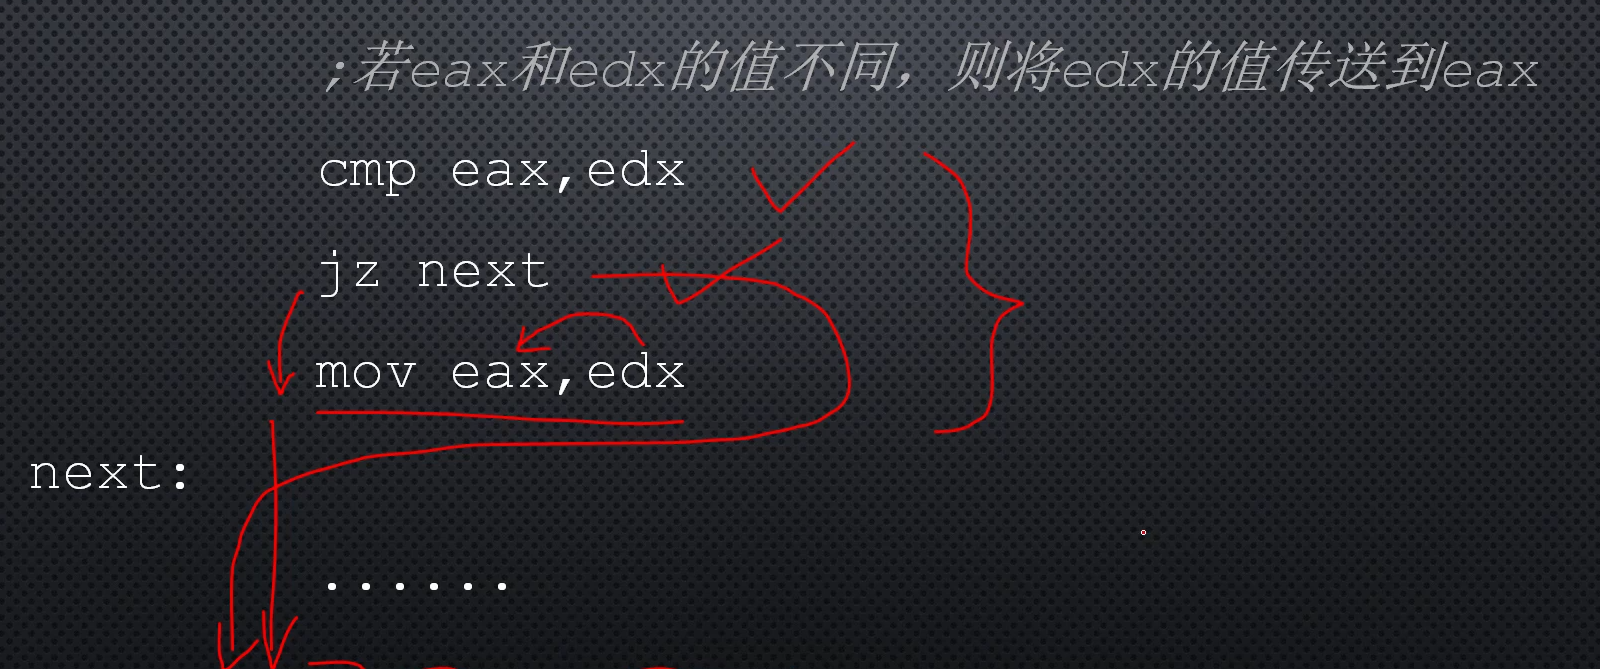 ;若eax和edx的值不同，则将edx的值传送到eax
cmp eax,edx
jz next
mov eax,edx
next:
......